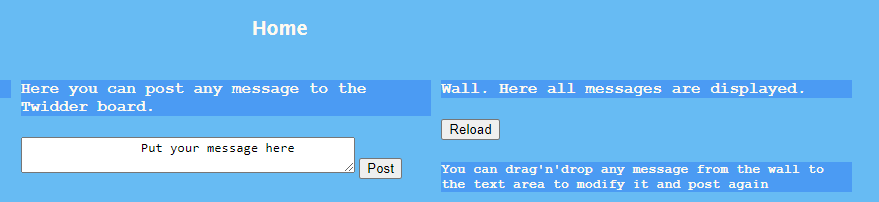 Home
Here you can post any message to the
Twidder board.
Put your message here
Post
Wall. Here all messages are displayed.
Reload
You can drag'n'drop any message from the wall to
the text area to modify it and post again